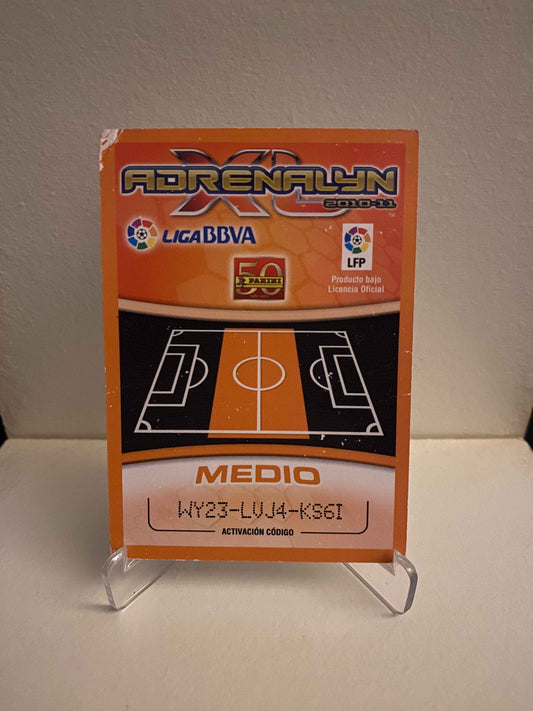 ADRENALYN XL
2010-11
TM
LIGA BBVA
LFP
50
PANINI
Producto bajo
Licencia Oficial
MEDIO
WY23-LVJ4-KS6I
ACTIVACIÓN CÓDIGO